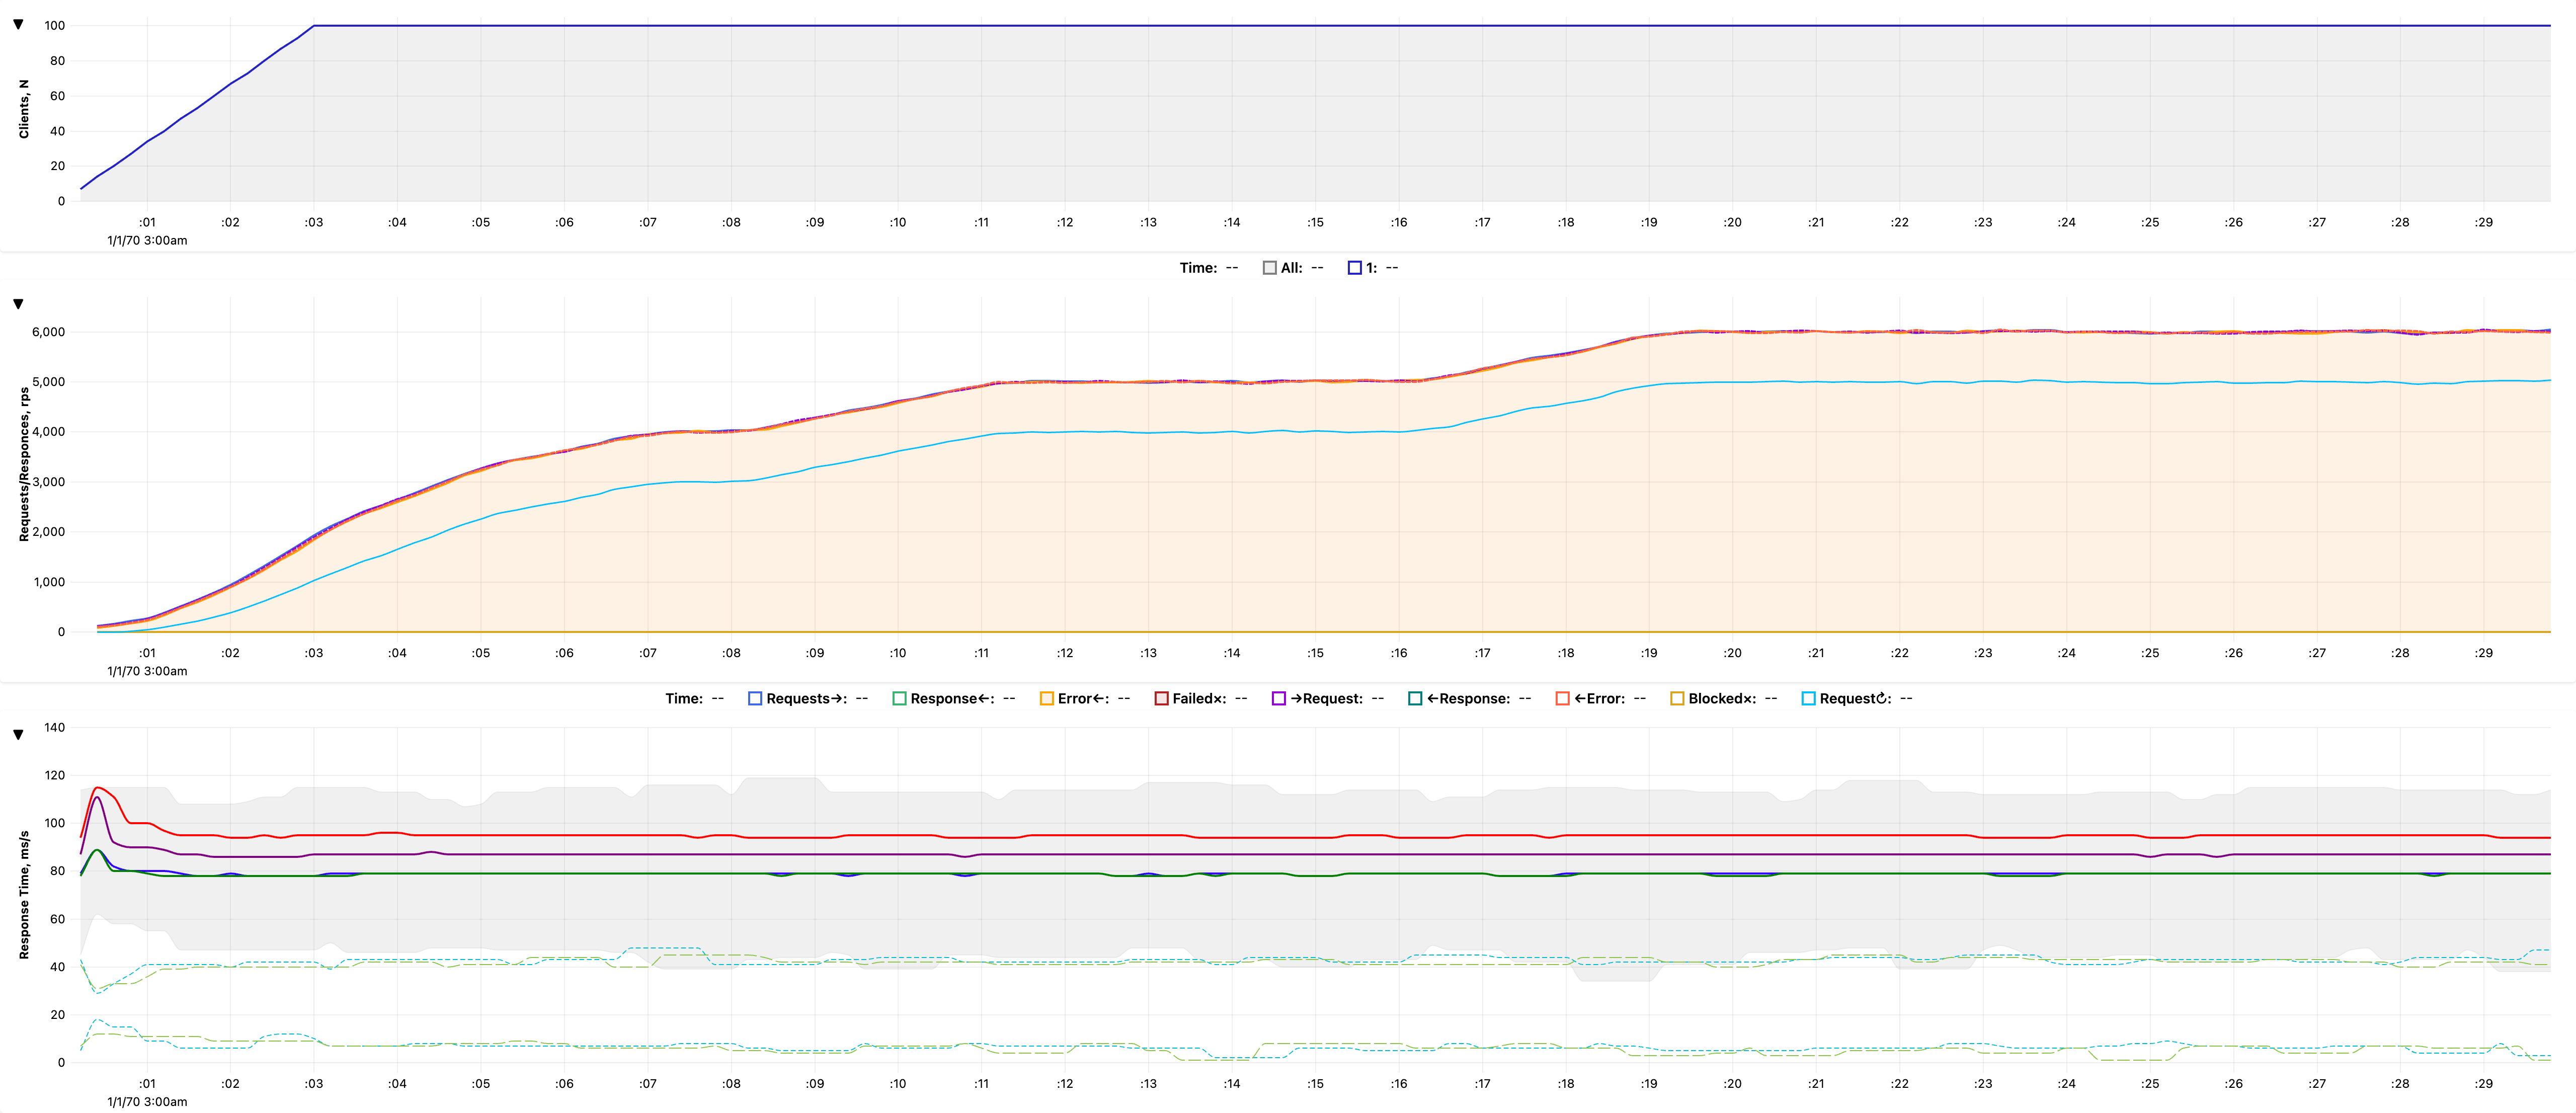 ▼
Clients, N
100
80
60
40
20
0
:01 :02 :03 :04 :05 :06 :07 :08 :09 :10 :11 :12 :13 :14 :15 :16 :17 :18 :19 :20 :21 :22 :23 :24 :25 :26 :27 :28 :29
1/1/70 3:00am
Time: -- All: -- 1: --
▼
Requests/Responces, rps
6,000
5,000
4,000
3,000
2,000
1,000
0
:01 :02 :03 :04 :05 :06 :07 :08 :09 :10 :11 :12 :13 :14 :15 :16 :17 :18 :19 :20 :21 :22 :23 :24 :25 :26 :27 :28 :29
1/1/70 3:00am
Time: -- Requests→: -- Response←: -- Error←: -- Failed×: -- →Request: -- ←Response: -- ←Error: -- Blocked×: -- Request↻: --
▼
Response Time, ms/s
140
120
100
80
60
40
20
0
:01 :02 :03 :04 :05 :06 :07 :08 :09 :10 :11 :12 :13 :14 :15 :16 :17 :18 :19 :20 :21 :22 :23 :24 :25 :26 :27 :28 :29
1/1/70 3:00am